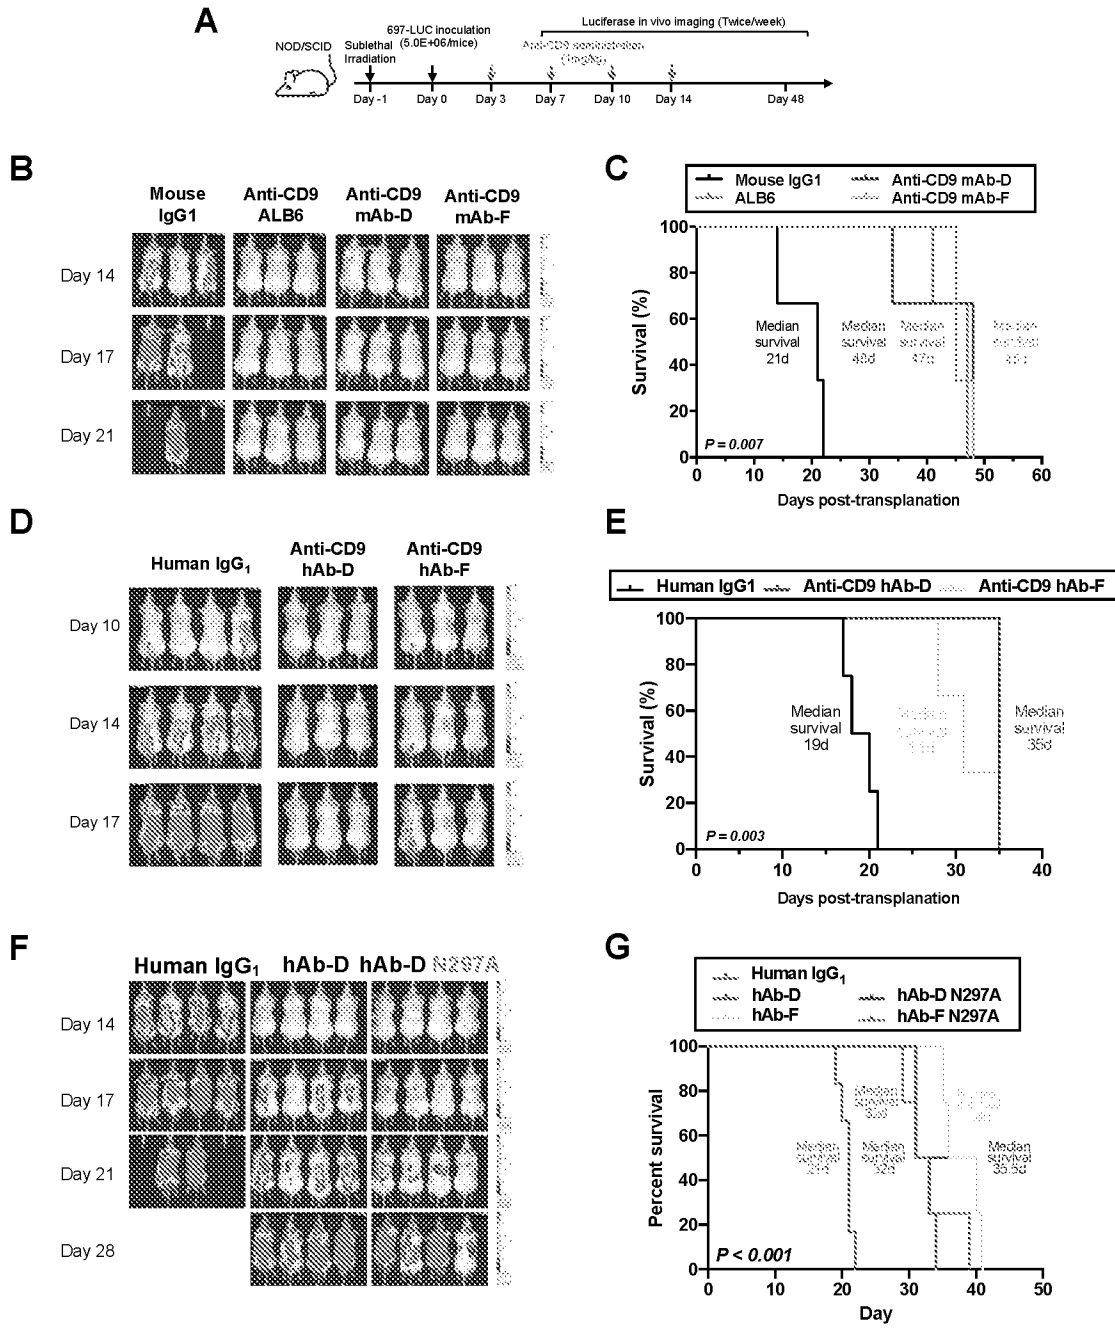 A
Luciferase in vivo imaging (Twice/week)
697-LUC inoculation
(5.0E+06/mice)
NOD/SCID
Sublethal
Irradiation
Anti-CD9 administration
Day -1
Day 0
Day 3
Day 7
Day 10
Day 14
Day 48
B
Mouse
IgG1
Anti-CD9
ALB6
Anti-CD9
mAb-D
Anti-CD9
mAb-F
Day 14
Day 17
Day 21
C
Mouse IgG1
ALB6
Anti-CD9 mAb-D
Anti-CD9 mAb-F
Survival (%)
100
80
60
40
20
0
Median
survival
21d
Median
survival
48d
Median
survival
47d
Median
survival
P = 0.007
0
10
20
30
40
50
60
Days post-transplanation
D
Human IgG₁
Anti-CD9
hAb-D
Anti-CD9
hAb-F
Day 10
Day 14
Day 17
E
Human IgG1
Anti-CD9 hAb-D
Anti-CD9 hAb-F
Survival (%)
100
80
60
40
20
0
Median
survival
19d
Median
survival
Median
survival
35d
P = 0.003
0
10
20
30
40
Days post-transplanation
F
Human IgG₁
hAb-D
hAb-D N297A
Day 14
Day 17
Day 21
Day 28
G
Human IgG₁
hAb-D
hAb-F
hAb-D N297A
hAb-F N297A
Percent survival
100
80
60
40
20
0
Median
survival
Median
survival
Median
survival
32d
Median
survival
35.5d
P < 0.001
0
10
20
30
40
50
Day